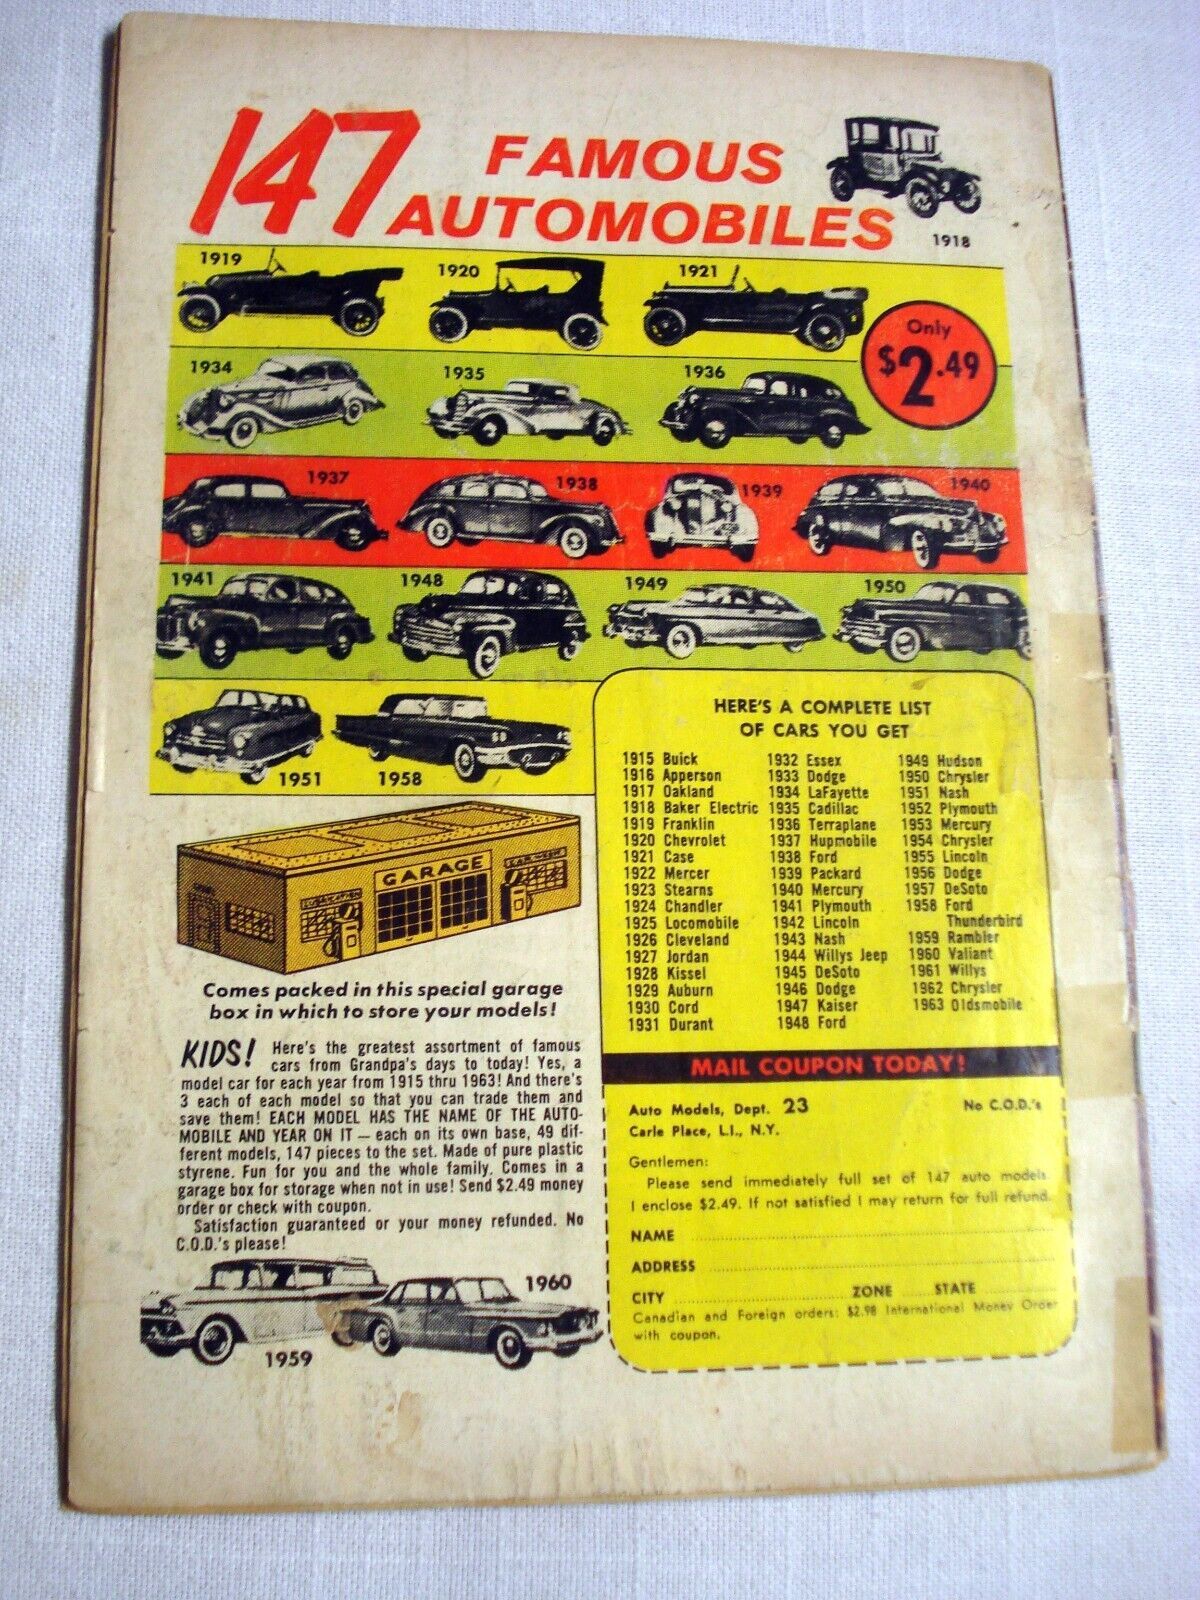 147 FAMOUS
AUTOMOBILES
1918
1919
1920
1921
Only
$2.49
1934
1935
1936
1937
1938
1939
1940
1941
1948
1949
1950
1951
1958
GARAGE
LUBRICATION
CAR WASH
Comes packed in this special garage
box in which to store your models!
KIDS! Here's the greatest assortment of famous
cars from Grandpa's days to today! Yes, a
model car for each year from 1915 thru 1963! And there's
3 each of each model so that you can trade them and
save them! EACH MODEL HAS THE NAME OF THE AUTO-
MOBILE AND YEAR ON IT — each on its own base, 49 dif-
ferent models, 147 pieces to the set. Made of pure plastic
styrene. Fun for you and the whole family. Comes in a
garage box for storage when not in use! Send $2.49 money
order or check with coupon.
Satisfaction guaranteed or your money refunded. No
C.O.D.'s please!
1959
1960
HERE'S A COMPLETE LIST
OF CARS YOU GET
1915 Buick
1916 Apperson
1917 Oakland
1918 Baker Electric
1919 Franklin
1920 Chevrolet
1921 Case
1922 Mercer
1923 Stearns
1924 Chandler
1925 Locomobile
1926 Cleveland
1927 Jordan
1928 Kissel
1929 Auburn
1930 Cord
1931 Durant
1932 Essex
1933 Dodge
1934 LaFayette
1935 Cadillac
1936 Terraplane
1937 Hupmobile
1938 Ford
1939 Packard
1940 Mercury
1941 Plymouth
1942 Lincoln
1943 Nash
1944 Willys Jeep
1945 DeSoto
1946 Dodge
1947 Kaiser
1948 Ford
1949 Hudson
1950 Chrysler
1951 Nash
1952 Plymouth
1953 Mercury
1954 Chrysler
1955 Lincoln
1956 Dodge
1957 DeSoto
1958 Ford
Thunderbird
1959 Rambler
1960 Valiant
1961 Willys
1962 Chrysler
1963 Oldsmobile
MAIL COUPON TODAY!
Auto Models, Dept. 23 No C.O.D.'s
Carle Place, L.I., N.Y.
Gentlemen:
Please send immediately full set of 147 auto models.
I enclose $2.49. If not satisfied I may return for full refund.
NAME
ADDRESS
CITY ZONE STATE
Canadian and Foreign orders: $2.98 International Money Order
with coupon.